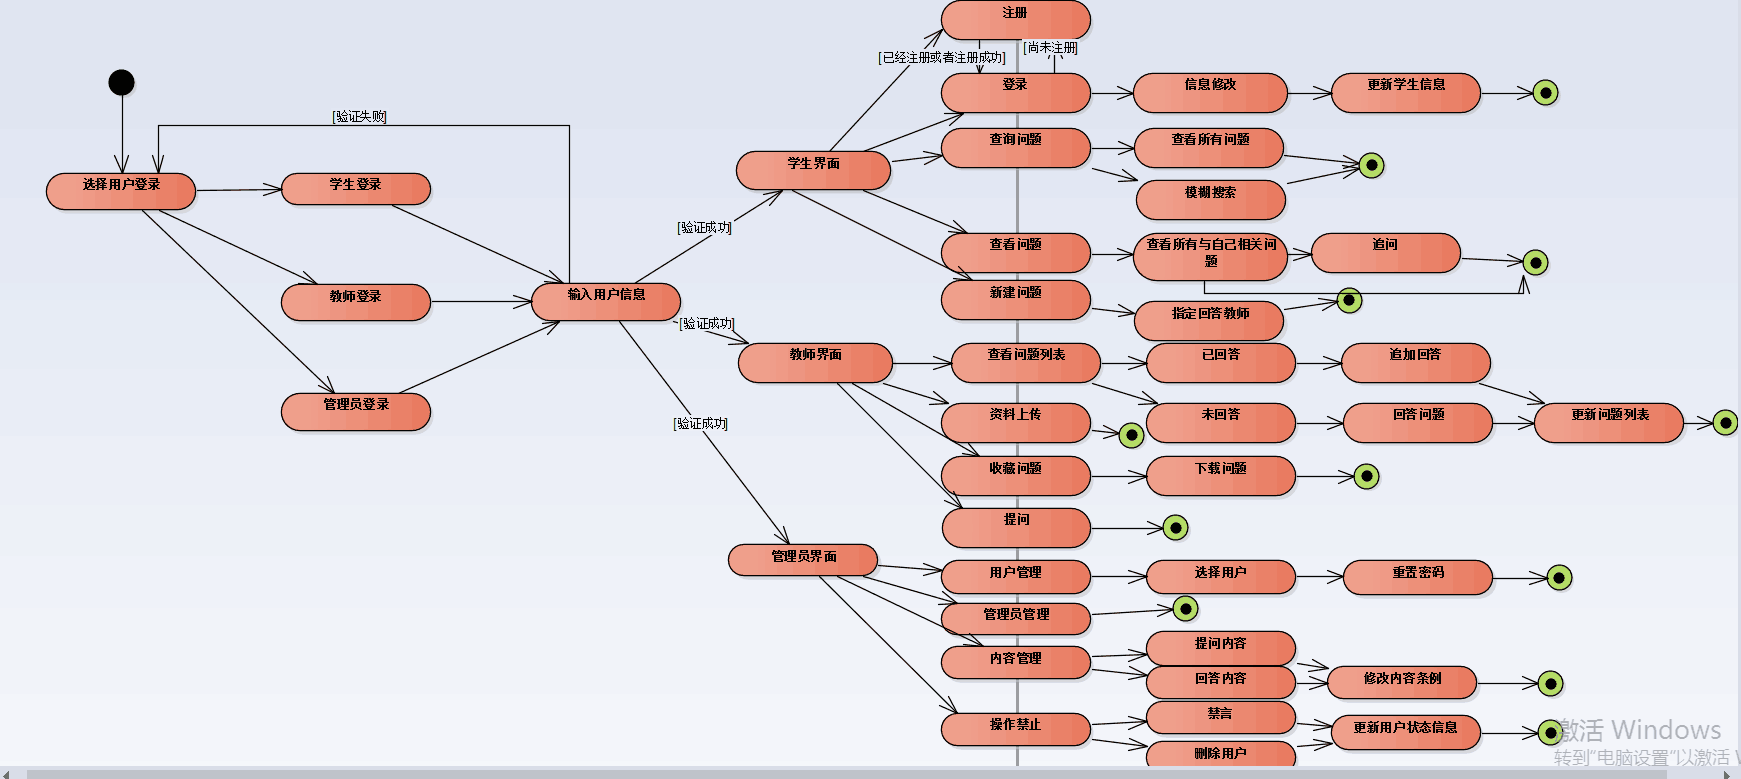 注册
[尚未注册]
[已经注册或者注册成功]
登录
信息修改
更新学生信息
[验证失败]
查询问题
查看所有问题
学生界面
选择用户登录
学生登录
模糊搜索
[验证成功]
查看问题
查看所有与自己相关问
题
追问
教师登录
输入用户信息
新建问题
指定回答教师
[验证成功]
教师界面
查看问题列表
已回答
追加回答
管理员登录
资料上传
未回答
回答问题
更新问题列表
[验证成功]
收藏问题
下载问题
提问
管理员界面
用户管理
选择用户
重置密码
管理员管理
提问内容
内容管理
回答内容
修改内容条例
操作禁止
禁言
更新用户状态信息
删除用户
激活 Windows
转到"电脑设置"以激活 W